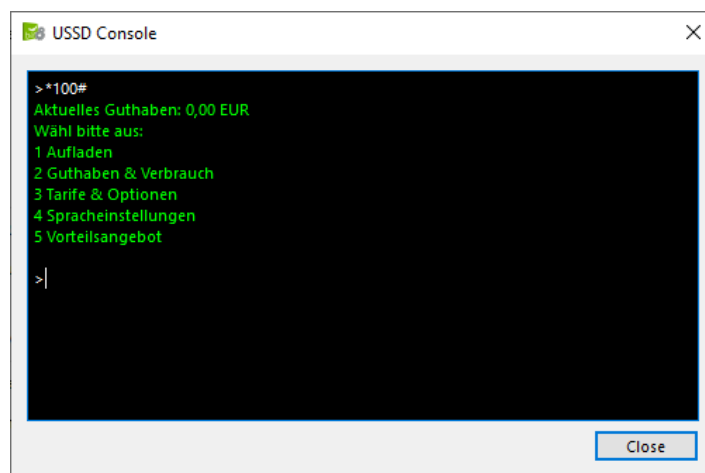 USSD Console
>*100#
Aktuelles Guthaben: 0,00 EUR
Wähl bitte aus:
1 Aufladen
2 Guthaben & Verbrauch
3 Tarife & Optionen
4 Spracheinstellungen
5 Vorteilsangebot
>
Close